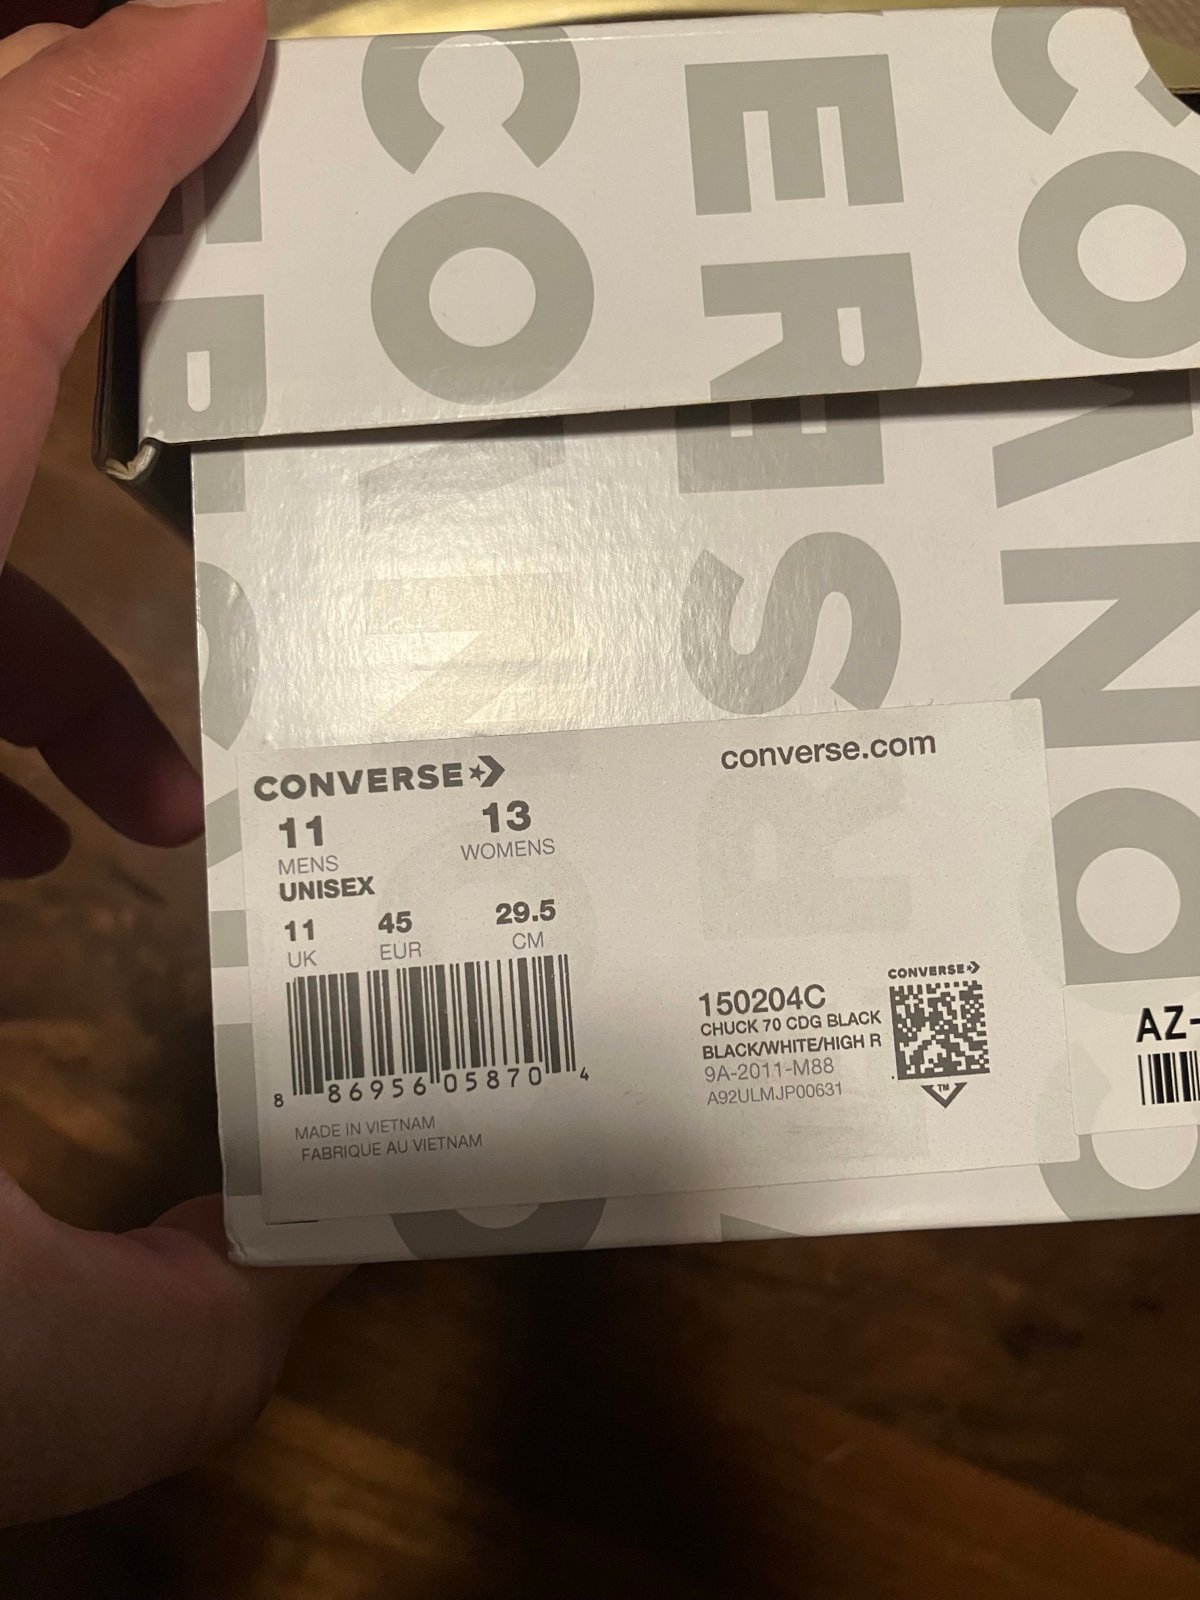 CONVERSE
CONVERSE
converse.com
11
MENS
13
WOMENS
UNISEX
11
UK
45
EUR
29.5
CM
8 86956 05870 4
MADE IN VIETNAM
FABRIQUE AU VIETNAM
150204C
CHUCK 70 CDG BLACK
BLACK/WHITE/HIGH R
9A-2011-M88
A92ULMJP00631
CONVERSE
TM
AZ-